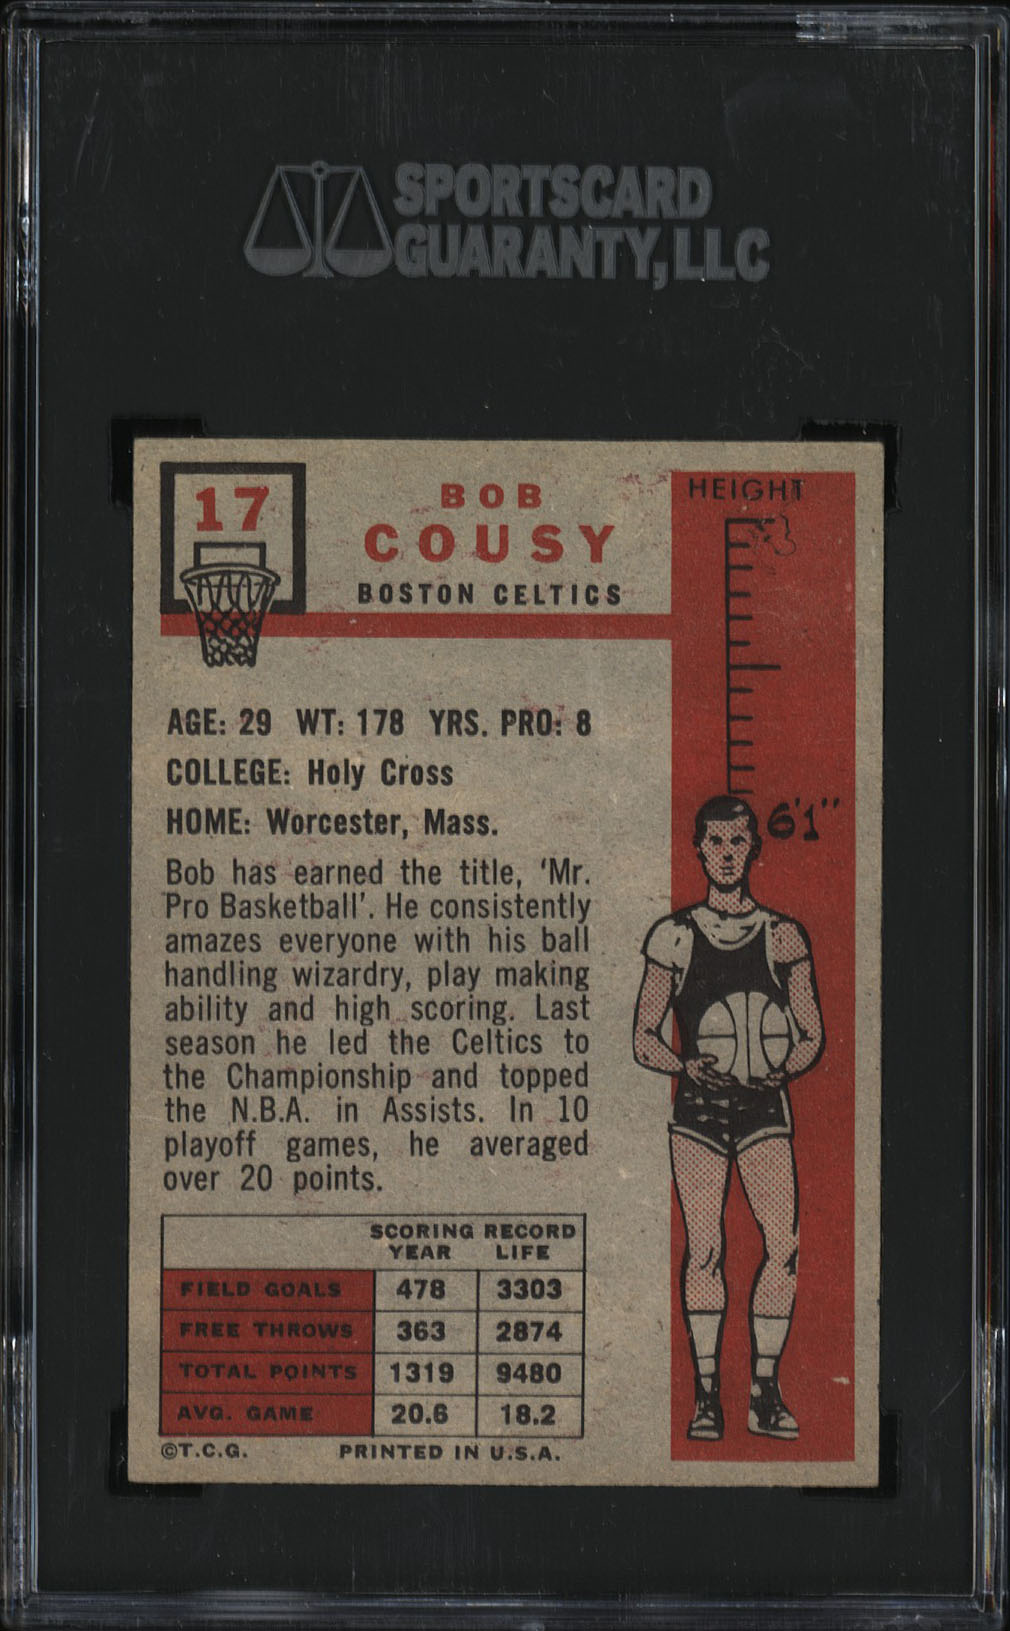 SPORTSCARD
GUARANTY, LLC
17
BOB
COUSY
BOSTON CELTICS
HEIGHT
6'1"
AGE: 29 WT: 178 YRS. PRO: 8
COLLEGE: Holy Cross
HOME: Worcester, Mass.
Bob has earned the title, 'Mr.
Pro Basketball'. He consistently
amazes everyone with his ball
handling wizardry, play making
ability and high scoring. Last
season he led the Celtics to
the Championship and topped
the N.B.A. in Assists. In 10
playoff games, he averaged
over 20 points.
SCORING RECORD
YEAR LIFE
FIELD GOALS 478 3303
FREE THROWS 363 2874
TOTAL POINTS 1319 9480
AVG. GAME 20.6 18.2
©T.C.G. PRINTED IN U.S.A.